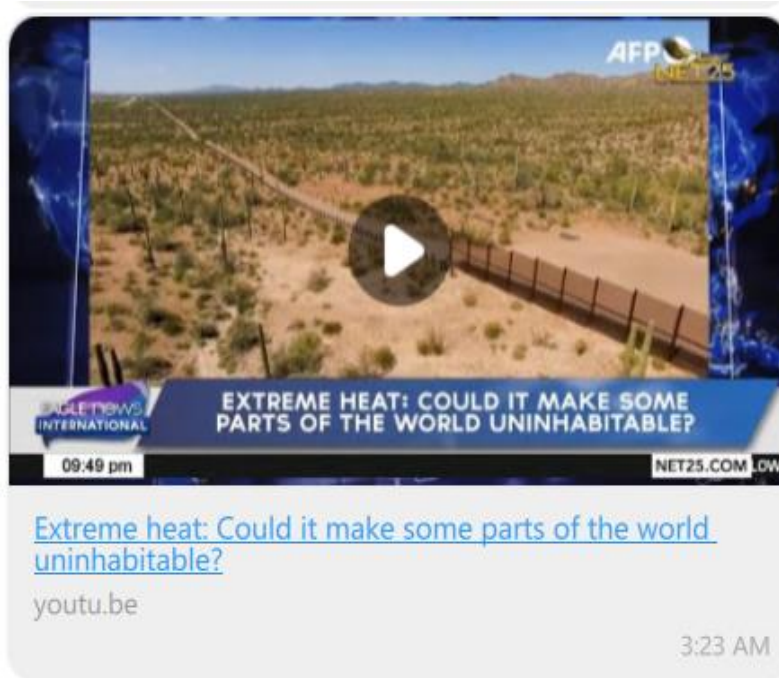 AFP
NET25
EAGLE NEWS
INTERNATIONAL
EXTREME HEAT: COULD IT MAKE SOME
PARTS OF THE WORLD UNINHABITABLE?
09:49 pm
NET25.COM
Extreme heat: Could it make some parts of the world
uninhabitable?
youtu.be
3:23 AM